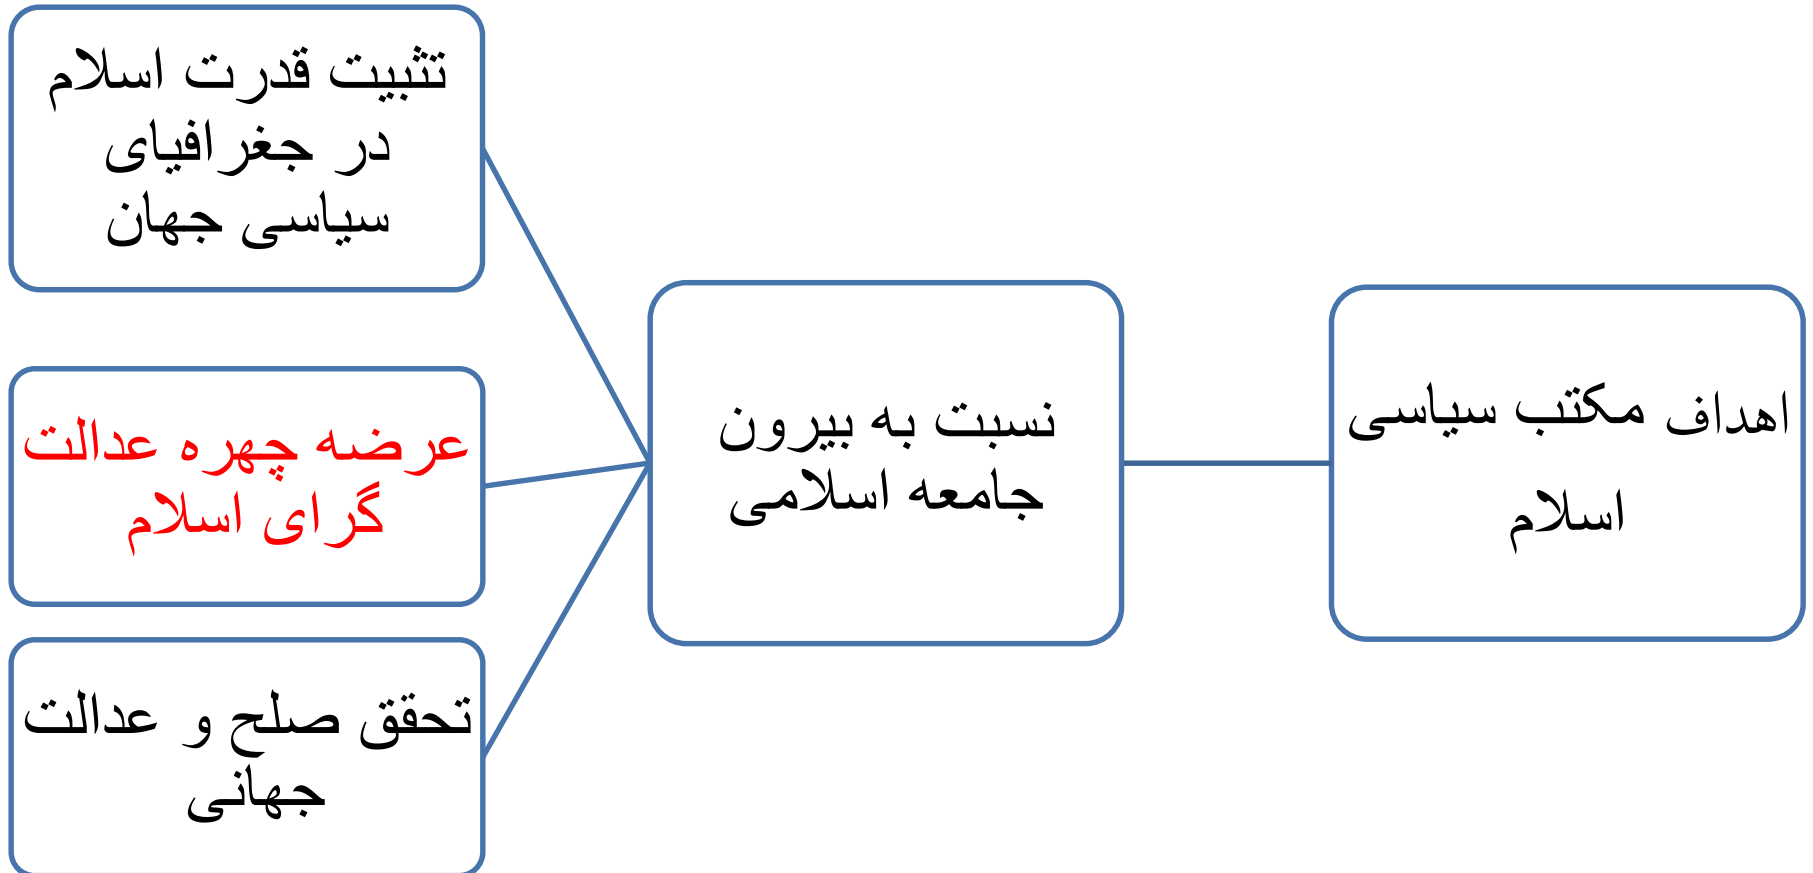 اهداف مکتب سیاسی
اسلام
نسبت به بیرون
جامعه اسلامی
تثبیت قدرت اسلام
در جغرافیای
سیاسی جهان
عرضه چهره عدالت
گرای اسلام
تحقق صلح و عدالت
جهانی